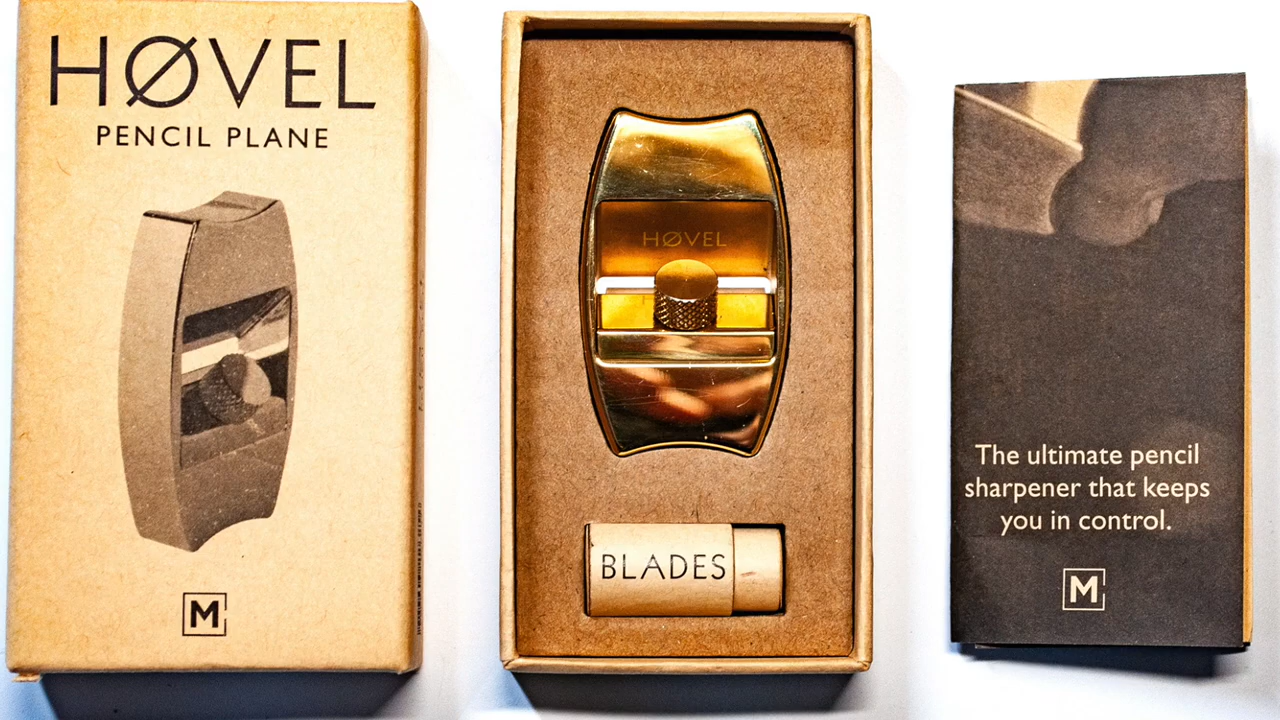 HØVEL
PENCIL PLANE
M
HØVEL
BLADES
The ultimate pencil
sharpener that keeps
you in control.
M